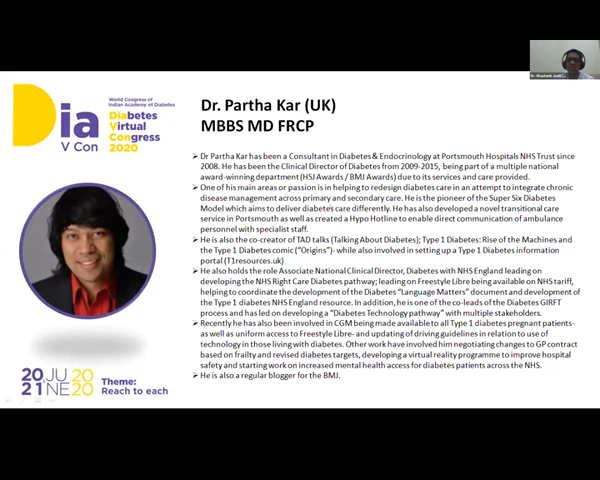 Dia
V Con
World Congress of
Indian Academy of Diabetes
Diabetes
Virtual
Congress
2020
20 JU 20
21 NE 20
Theme:
Reach to each
Dr. Partha Kar (UK)
MBBS MD FRCP
➢ Dr Partha Kar has been a Consultant in Diabetes & Endocrinology at Portsmouth Hospitals NHS Trust since
2008. He has been the Clinical Director of Diabetes from 2009-2015, being part of a multiple national
award-winning department (HSJ Awards / BMJ Awards) due to its services and care provided.
➢ One of his main areas or passion is in helping to redesign diabetes care in an attempt to integrate chronic
disease management across primary and secondary care. He is the pioneer of the Super Six Diabetes
Model which aims to deliver diabetes care differently. He has also developed a novel transitional care
service in Portsmouth as well as created a Hypo Hotline to enable direct communication of ambulance
personnel with specialist staff.
➢ He is also the co-creator of TAD talks (Talking About Diabetes); Type 1 Diabetes: Rise of the Machines and
the Type 1 Diabetes comic ("Origins")- while also involved in setting up a Type 1 Diabetes information
portal (T1resources.uk)
➢ He also holds the role Associate National Clinical Director, Diabetes with NHS England leading on
developing the NHS Right Care Diabetes pathway; leading on Freestyle Libre being available on NHS tariff,
helping to coordinate the development of the Diabetes "Language Matters" document and development of
the Type 1 diabetes NHS England resource. In addition, he is one of the co-leads of the Diabetes GIRFT
process and has led on developing a "Diabetes Technology pathway" with multiple stakeholders.
➢ Recently he has also been involved in CGM being made available to all Type 1 diabetes pregnant patients-
as well as uniform access to Freestyle Libre- and updating of driving guidelines in relation to use of
technology in those living with diabetes. Other work have involved him negotiating changes to GP contract
based on frailty and revised diabetes targets, developing a virtual reality programme to improve hospital
safety and starting work on increased mental health access for diabetes patients across the NHS.
➢ He is also a regular blogger for the BMJ.